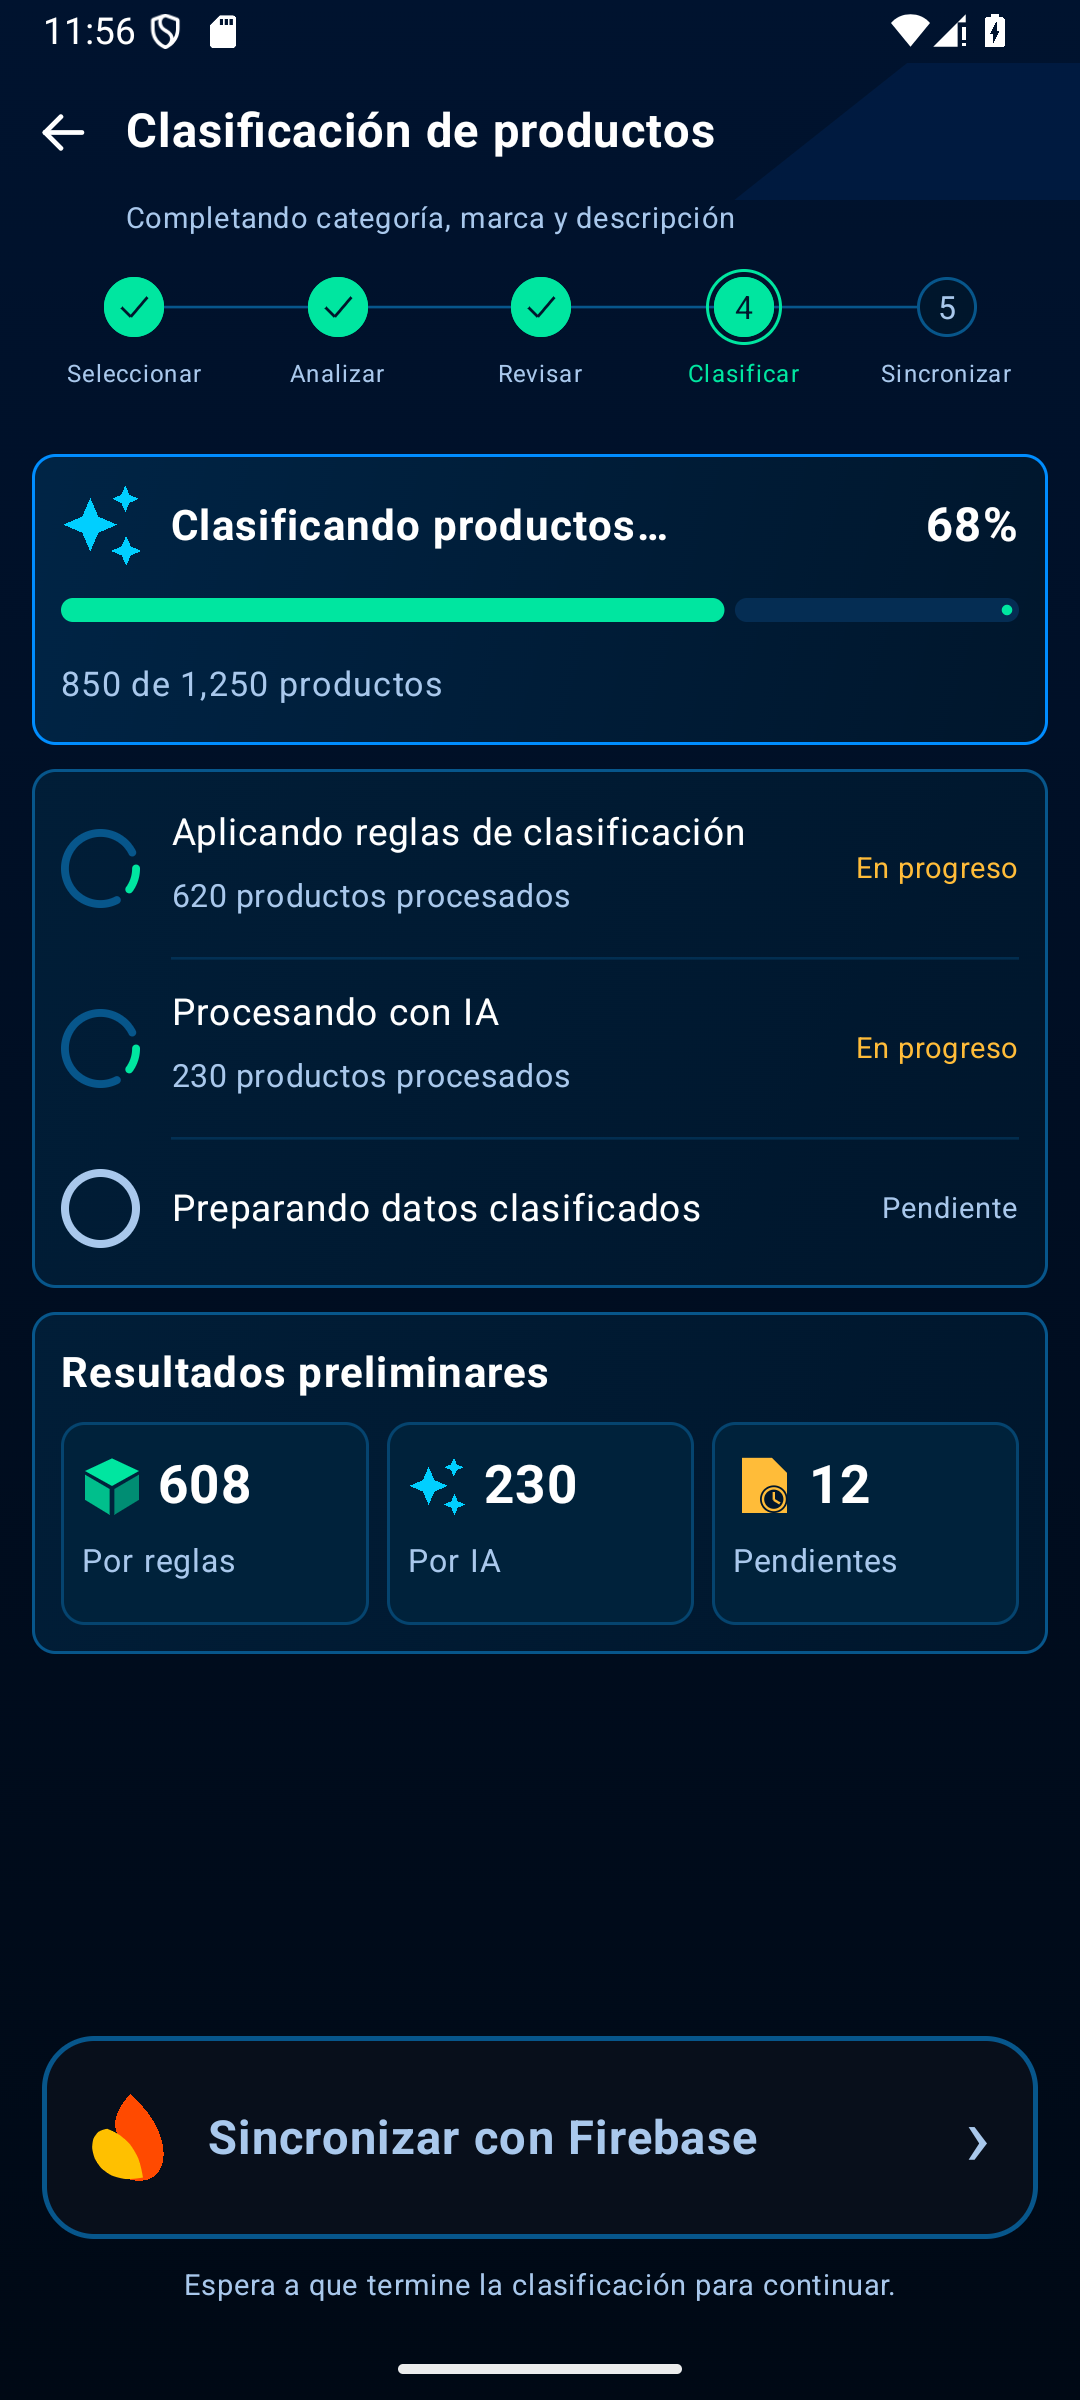 11:56
Clasificación de productos
Completando categoría, marca y descripción
4
5
Seleccionar
Analizar
Revisar
Clasificar
Sincronizar
Clasificando productos...
68%
850 de 1,250 productos
Aplicando reglas de clasificación
620 productos procesados
En progreso
Procesando con IA
230 productos procesados
En progreso
Preparando datos clasificados
Pendiente
Resultados preliminares
608
Por reglas
230
Por IA
12
Pendientes
Sincronizar con Firebase
Espera a que termine la clasificación para continuar.